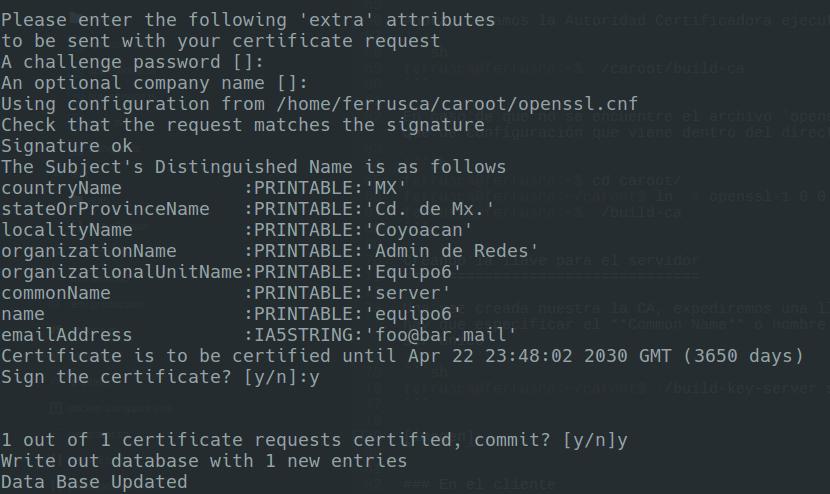 Please enter the following 'extra' attributes
to be sent with your certificate request
A challenge password []:
An optional company name []:
Using configuration from /home/ferrusca/caroot/openssl.cnf
Check that the request matches the signature
Signature ok
The Subject's Distinguished Name is as follows
countryName           :PRINTABLE:'MX'
stateOrProvinceName   :PRINTABLE:'Cd. de Mx.'
localityName          :PRINTABLE:'Coyoacan'
organizationName      :PRINTABLE:'Admin de Redes'
organizationalUnitName:PRINTABLE:'Equipo6'
commonName            :PRINTABLE:'server'
name                  :PRINTABLE:'equipo6'
emailAddress          :IA5STRING:'foo@bar.mail'
Certificate is to be certified until Apr 22 23:48:02 2030 GMT (3650 days)
Sign the certificate? [y/n]:y
1 out of 1 certificate requests certified, commit? [y/n]y
Write out database with 1 new entries
Data Base Updated